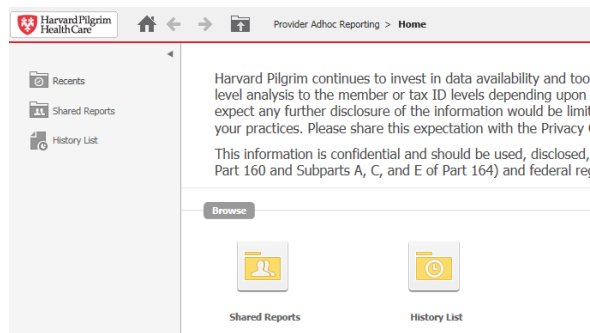 Harvard Pilgrim
HealthCare
Provider Adhoc Reporting > Home
Recents
Shared Reports
History List
Harvard Pilgrim continues to invest in data availability and too
level analysis to the member or tax ID levels depending upon
expect any further disclosure of the information would be limit
your practices. Please share this expectation with the Privacy
This information is confidential and should be used, disclosed,
Part 160 and Subparts A, C, and E of Part 164) and federal re
Browse
Shared Reports
History List